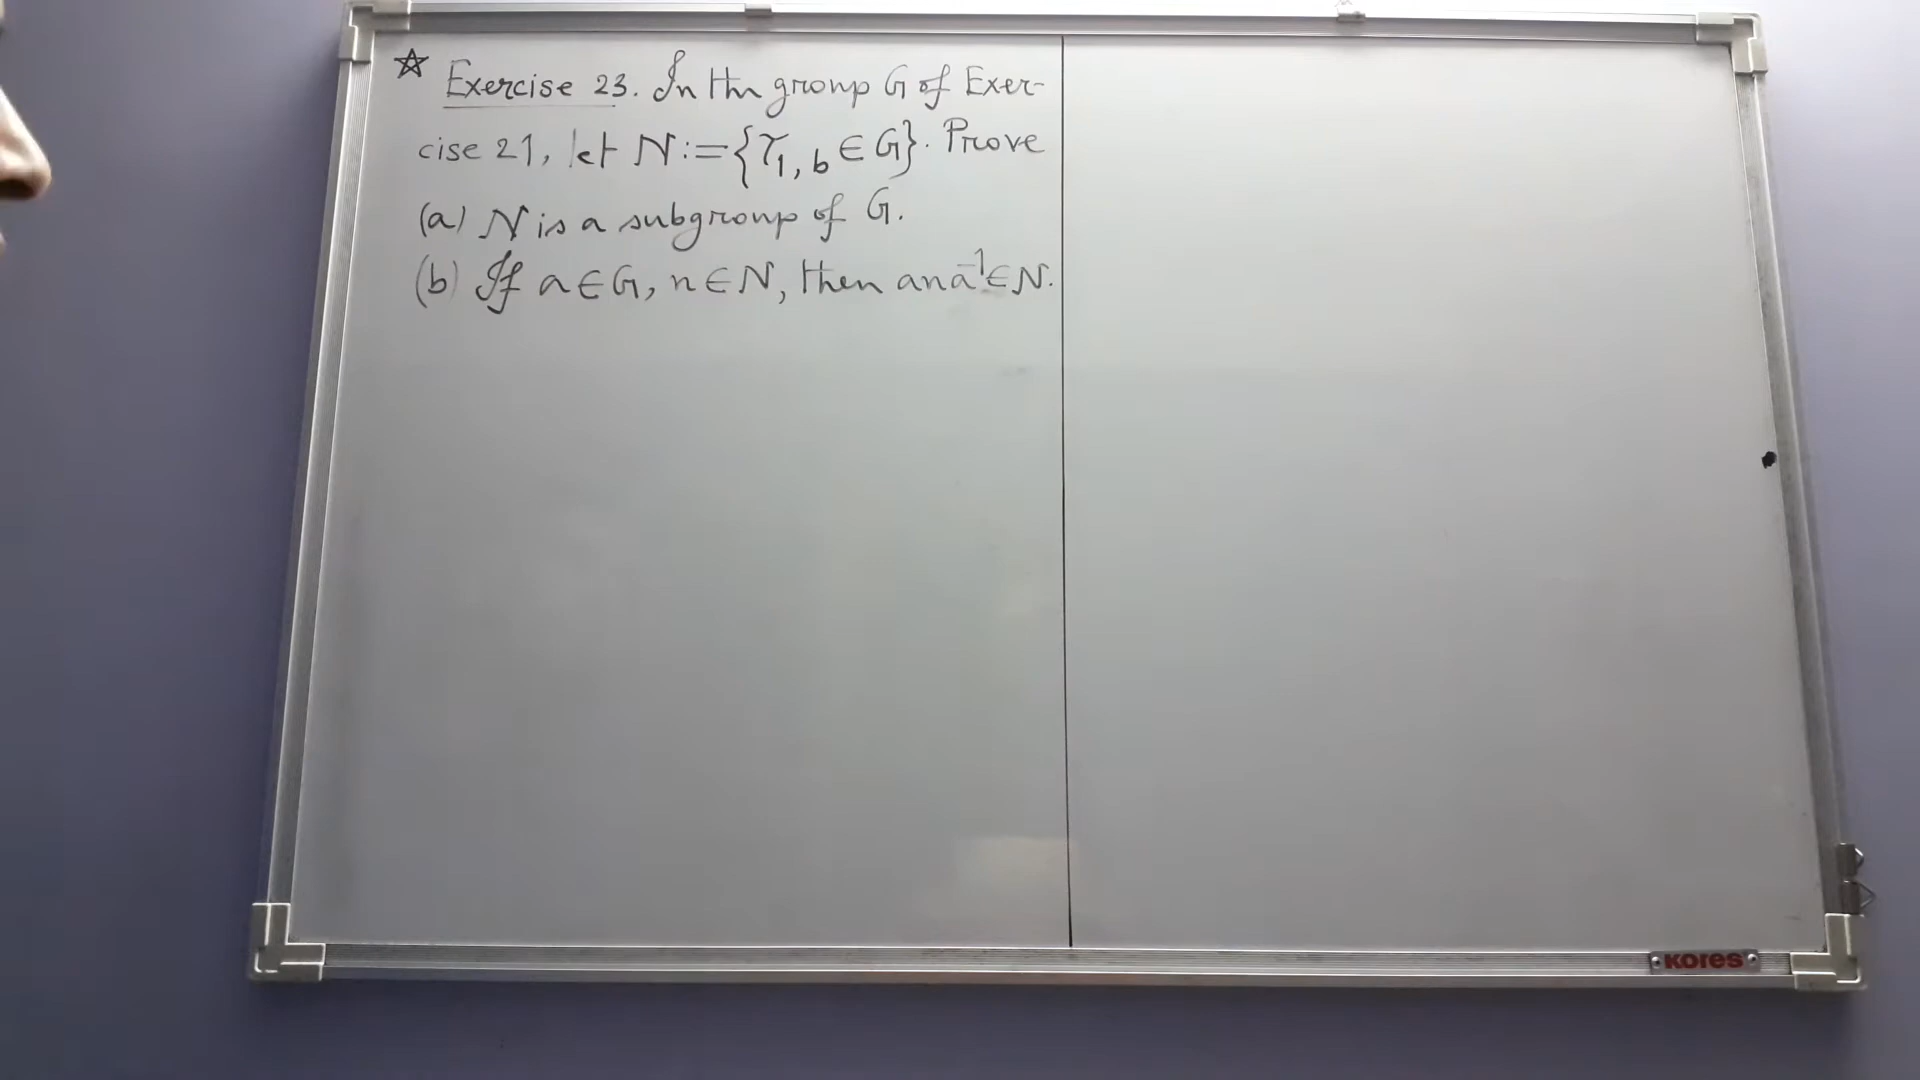 ☆ Exercise 23. In the group G of Exer-
cise 21, let N:={τ₁,b ∈ G}. Prove
(a) N is a subgroup of G.
(b) If a∈G, n∈N, then ana⁻¹∈N.
KORES